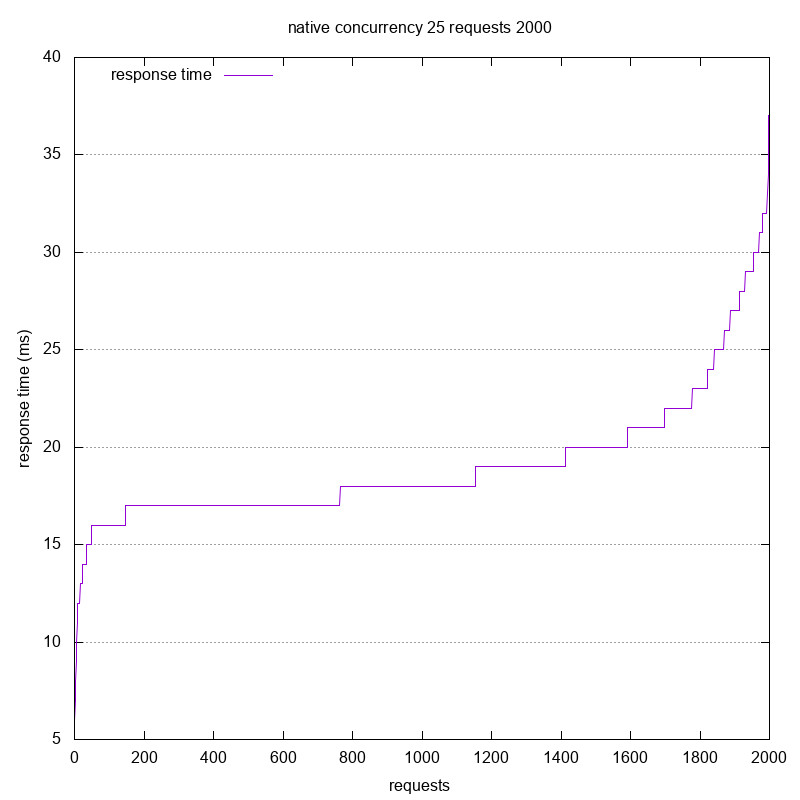 native concurrency 25 requests 2000
40
response time
35
30
25
20
15
10
5
response time (ms)
0 200 400 600 800 1000 1200 1400 1600 1800 2000
requests